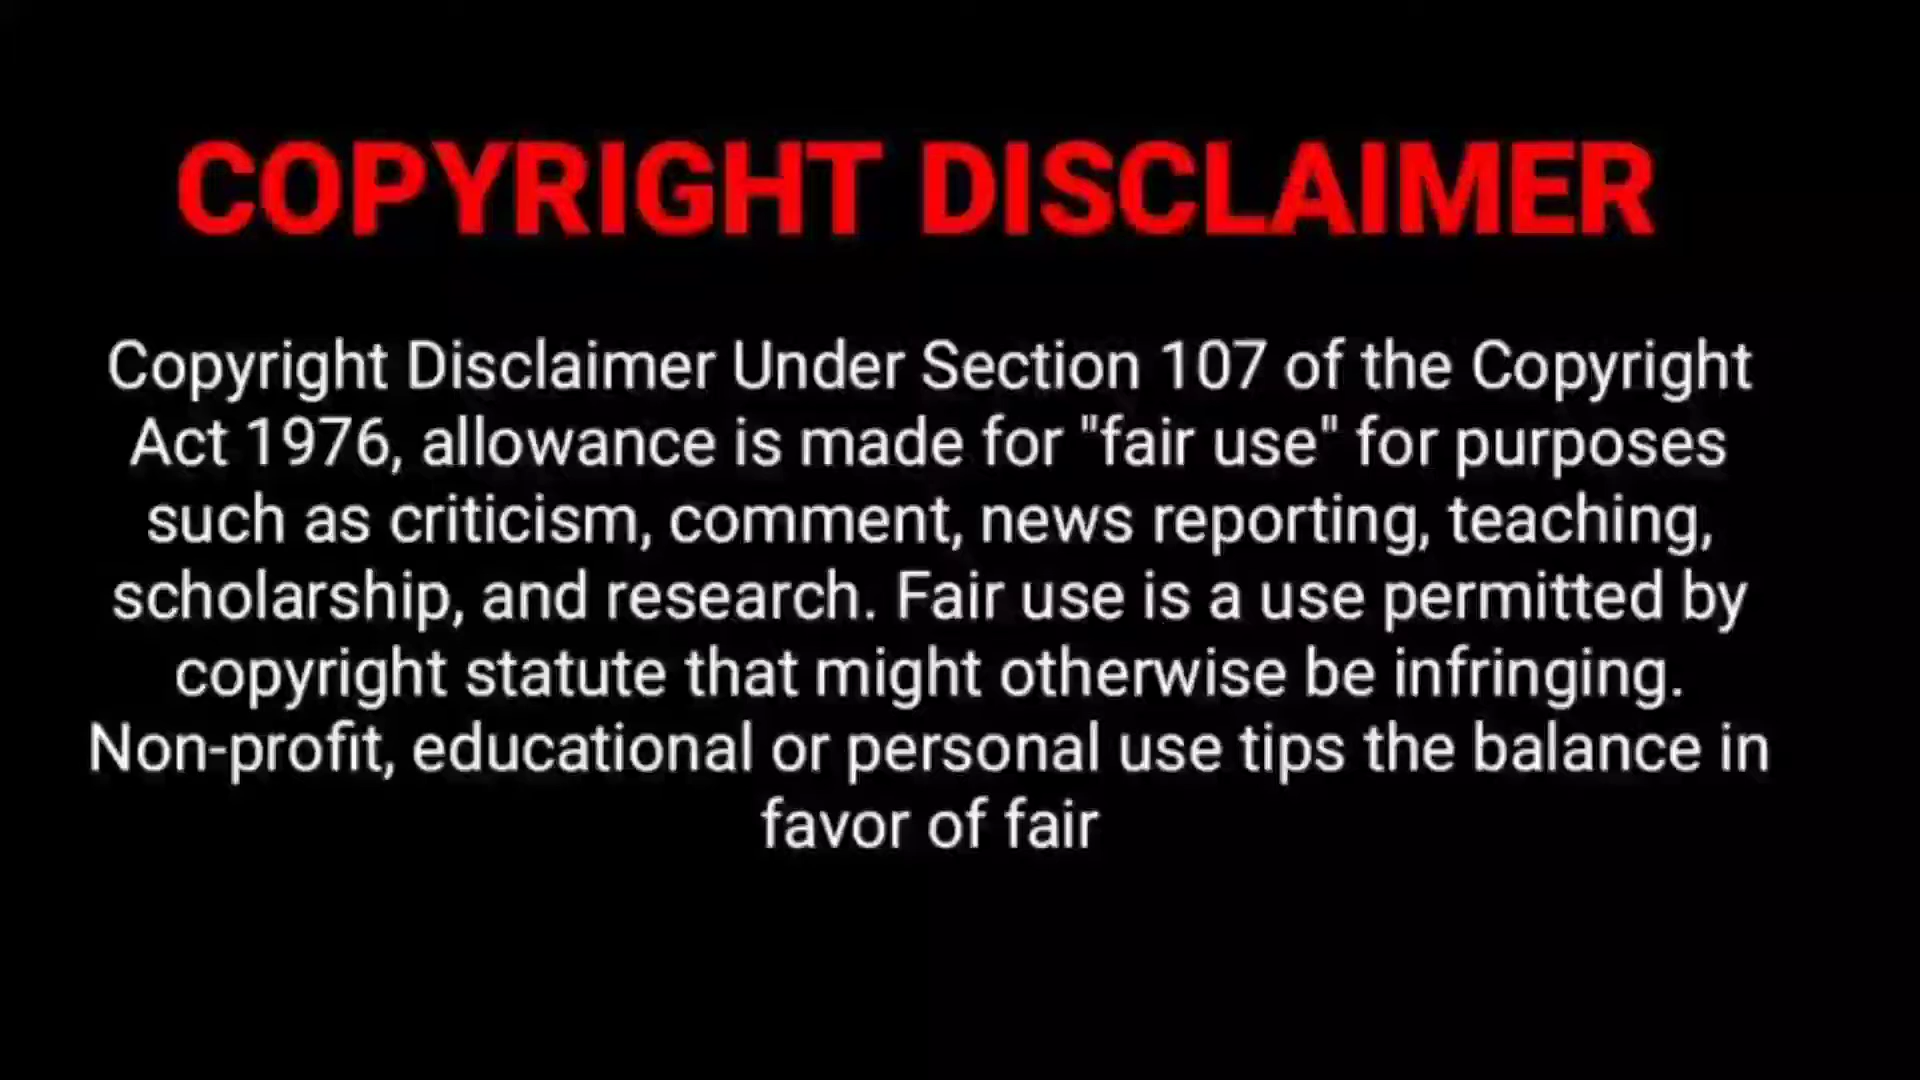 COPYRIGHT DISCLAIMER
Copyright Disclaimer Under Section 107 of the Copyright
Act 1976, allowance is made for "fair use" for purposes
such as criticism, comment, news reporting, teaching,
scholarship, and research. Fair use is a use permitted by
copyright statute that might otherwise be infringing.
Non-profit, educational or personal use tips the balance in
favor of fair